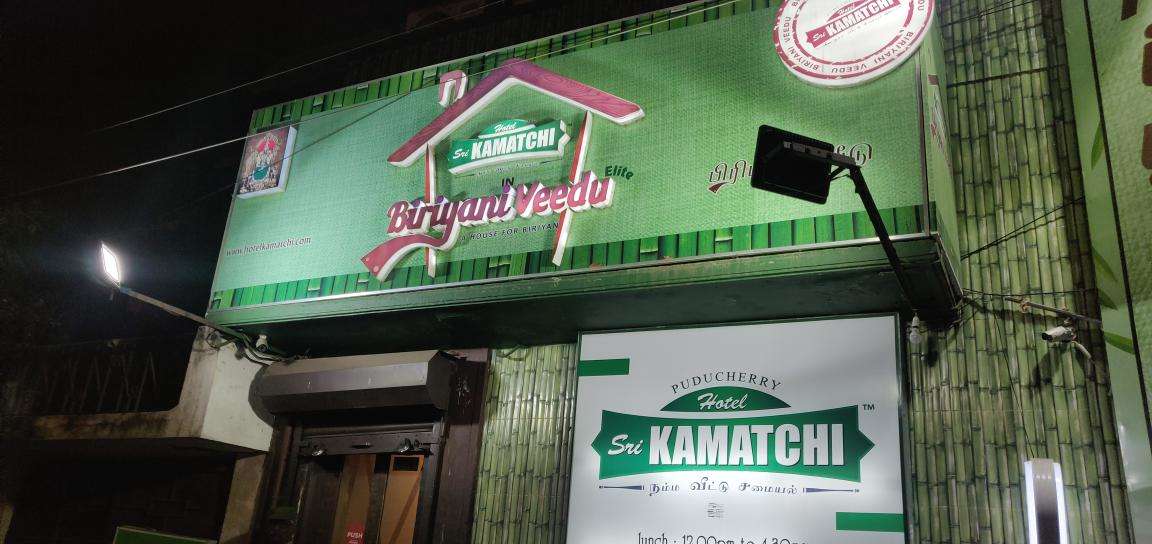 BIRIYANI VEEDU
Hotel
Sri KAMATCHI
Hotel
Sri KAMATCHI
IN
Biriyani Veedu Elite
HOUSE FOR BIRIYANI
www.hotelkamatchi.com
PUDUCHERRY
Hotel
Sri KAMATCHI ™
நம்ம வீட்டு சமையல்
PUSH